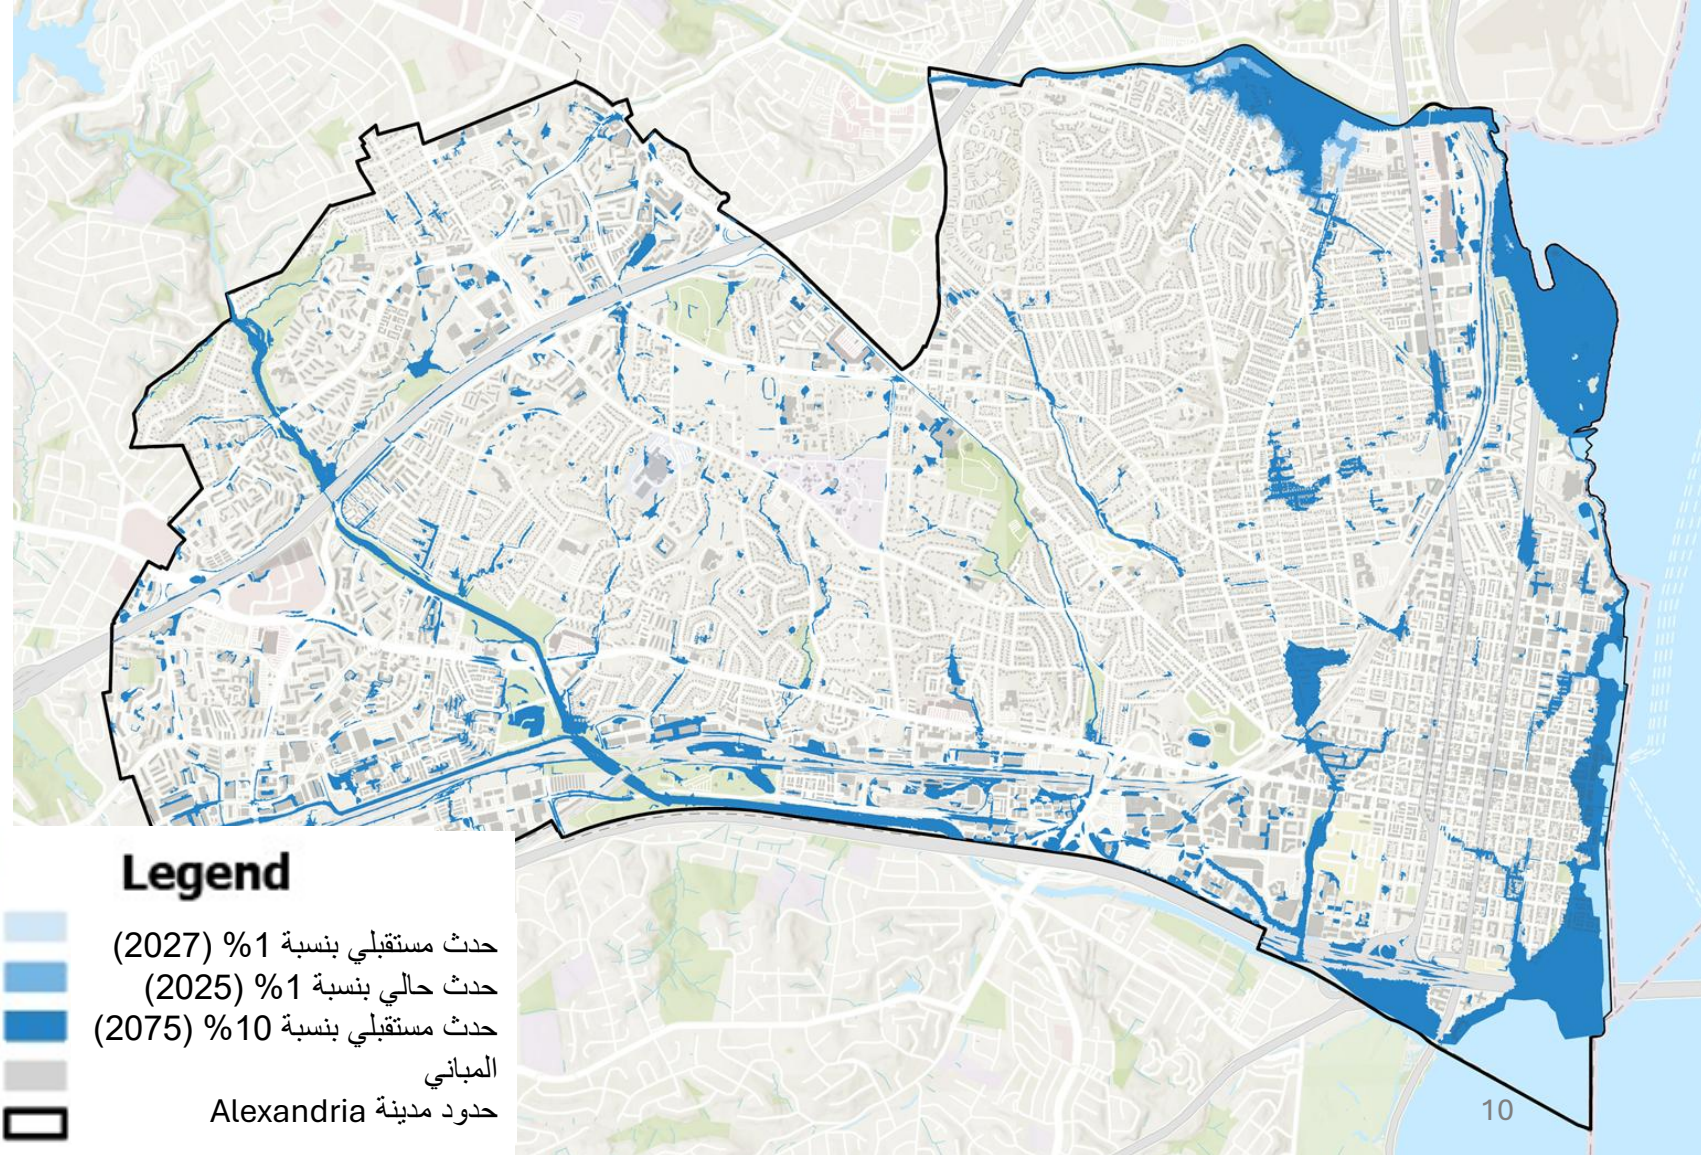 Legend
حدث مستقبلي بنسبة 1% (2027)
حدث حالي بنسبة 1% (2025)
حدث مستقبلي بنسبة 10% (2075)
المباني
حدود مدينة Alexandria
10